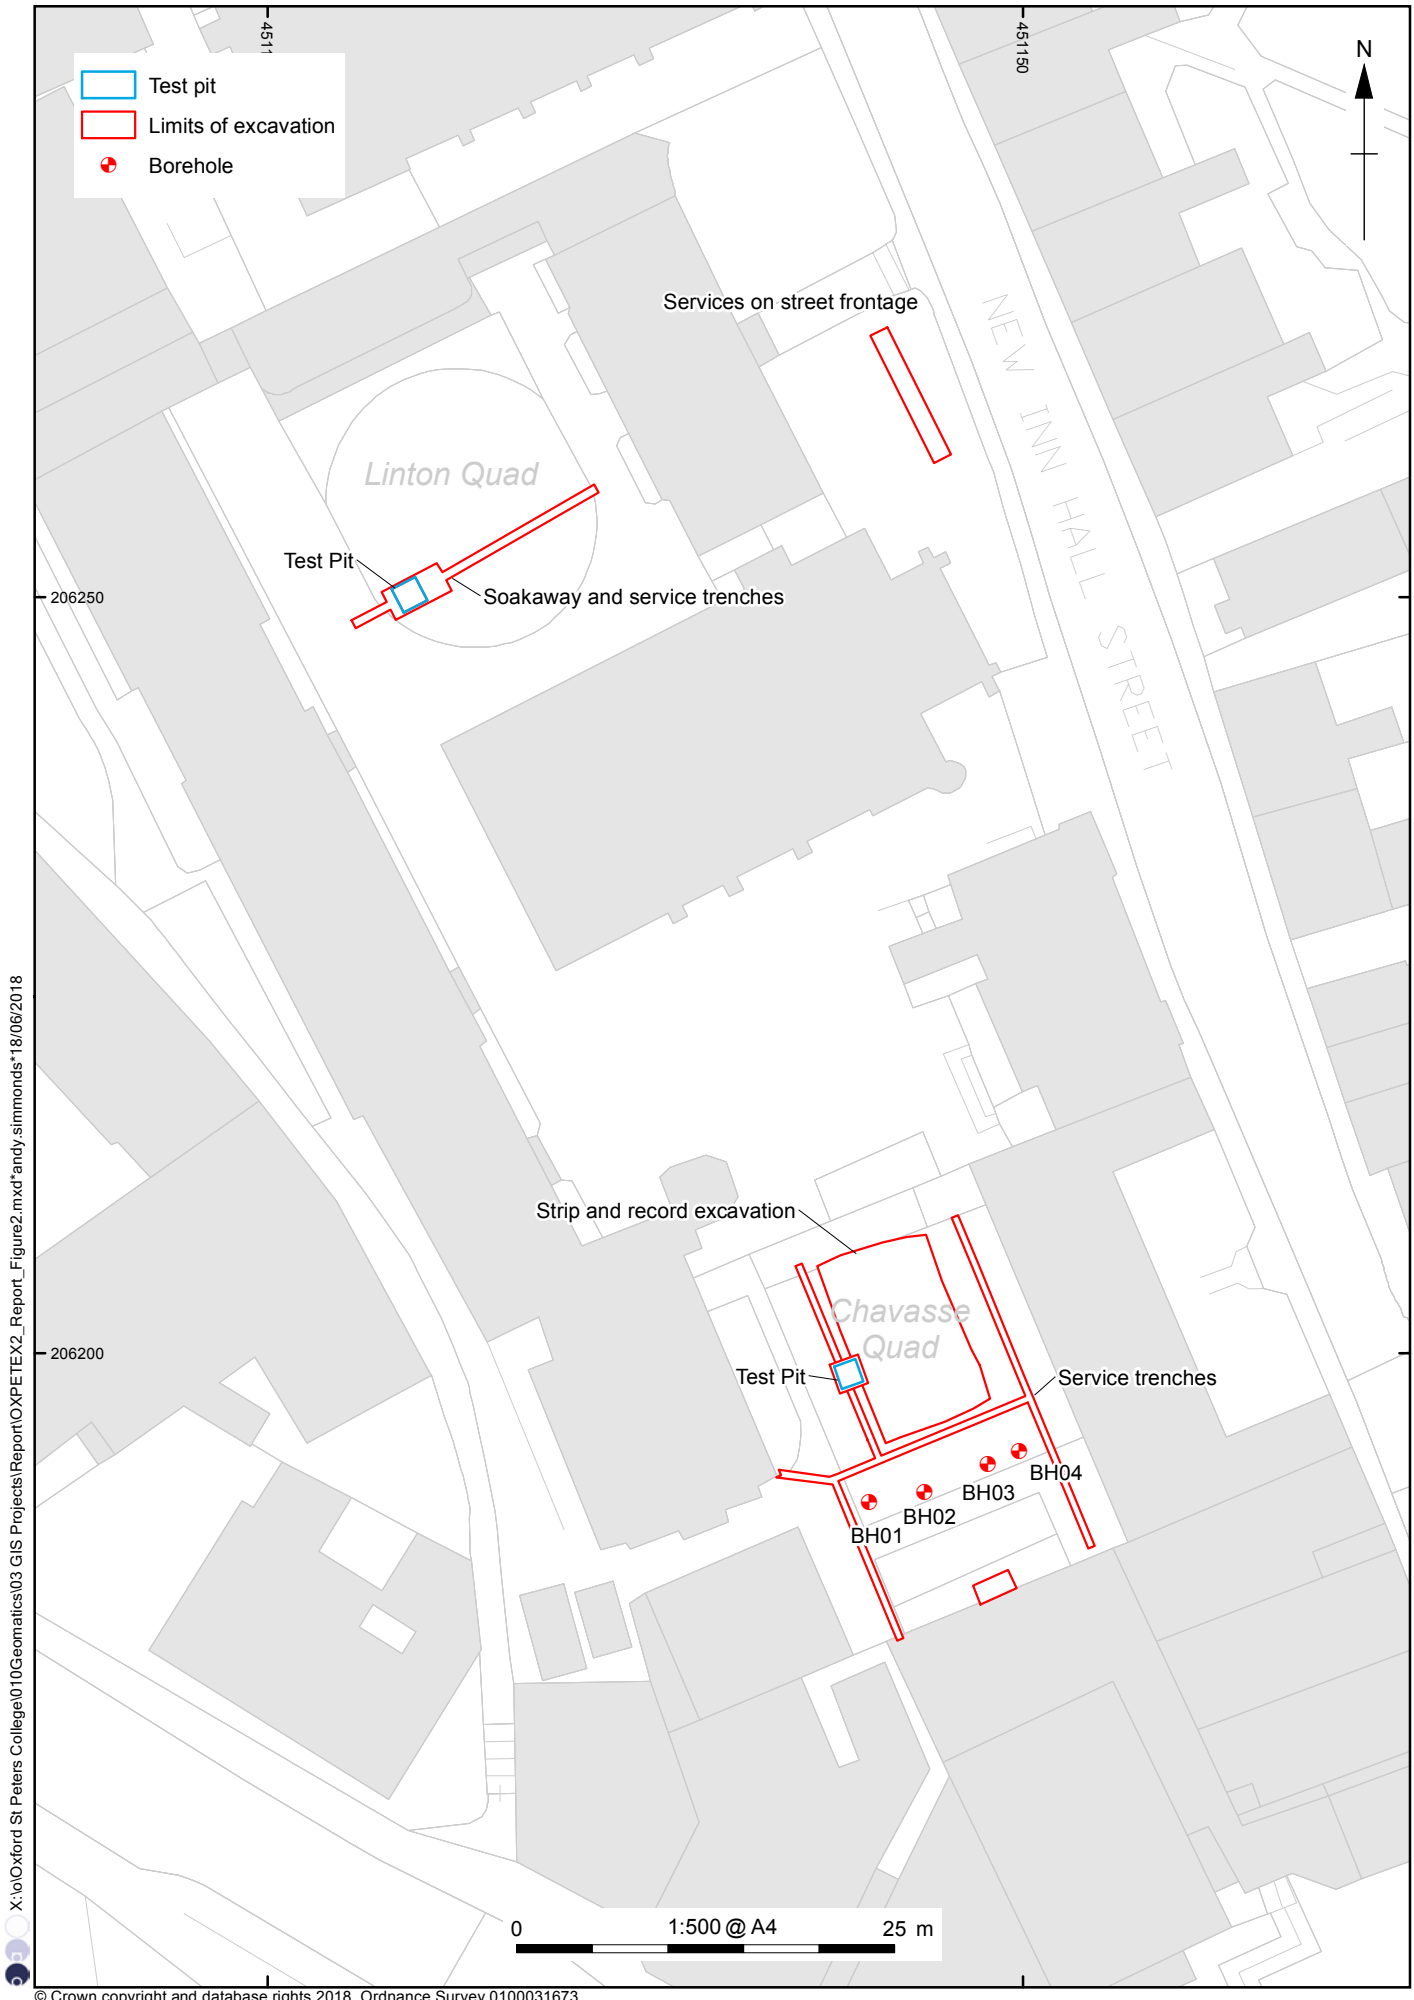 451150
N
Test pit
Limits of excavation
Borehole
Services on street frontage
NEW INN HALL STREET
Linton Quad
Test Pit
Soakaway and service trenches
206250
Strip and record excavation
Chavasse
Quad
206200
Test Pit
Service trenches
BH04
BH03
BH02
BH01
0 1:500 @ A4 25 m
X:\o\Oxford St Peters College\010Geomatics\03 GIS Projects\Report\OXPETEX2_Report_Figure2.mxd*andy.simmonds*18/06/2018
© Crown copyright and database rights 2018. Ordnance Survey 0100031673